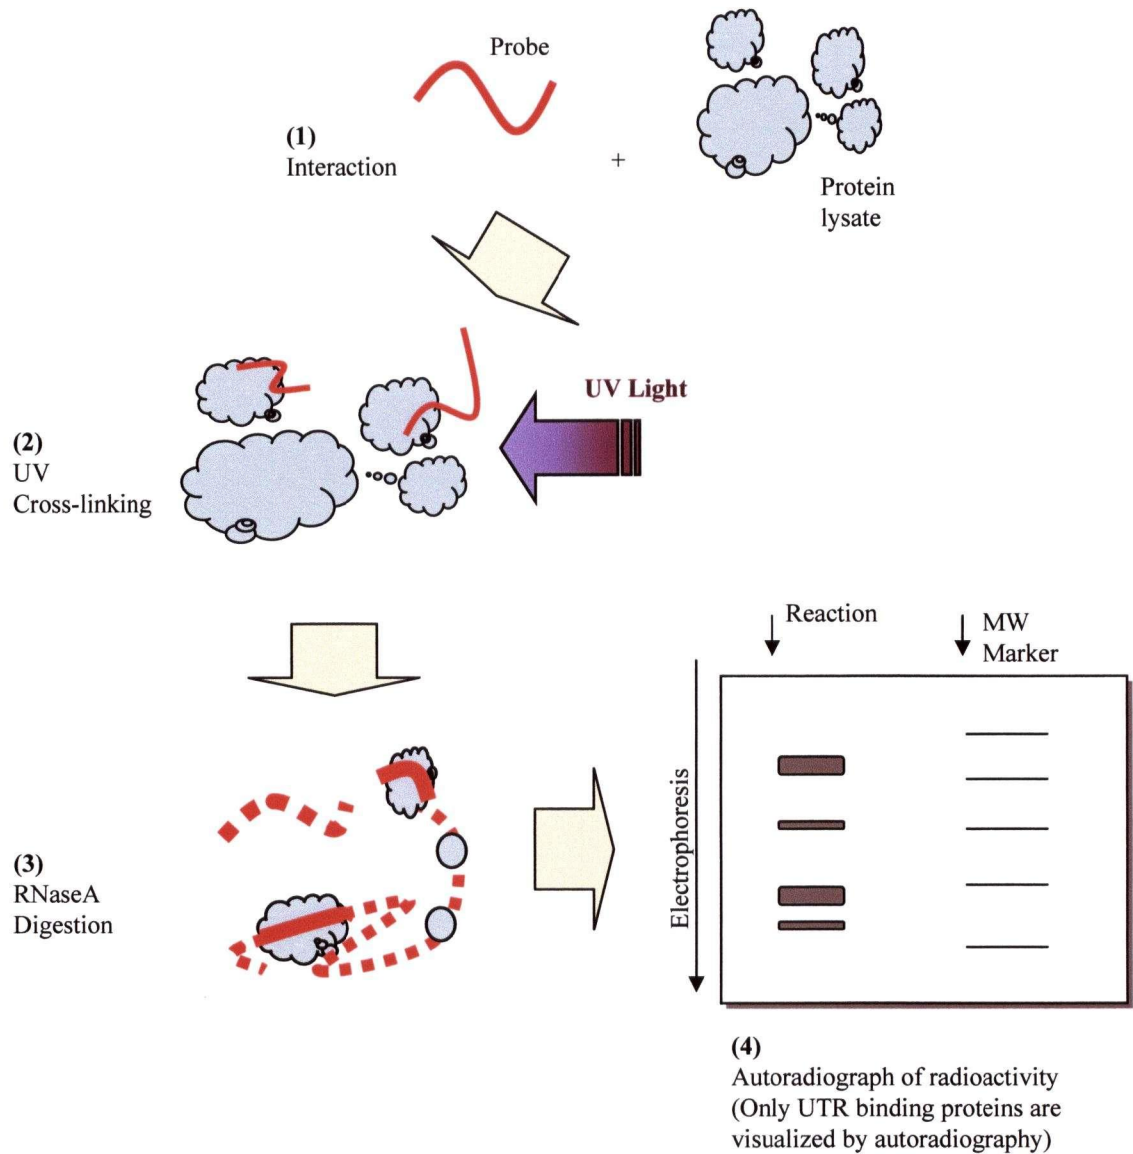 Probe
(1)
Interaction
+
Protein
lysate
UV Light
(2)
UV
Cross-linking
Reaction
MW
Marker
Electrophoresis
(3)
RNaseA
Digestion
(4)
Autoradiograph of radioactivity
(Only UTR binding proteins are
visualized by autoradiography)